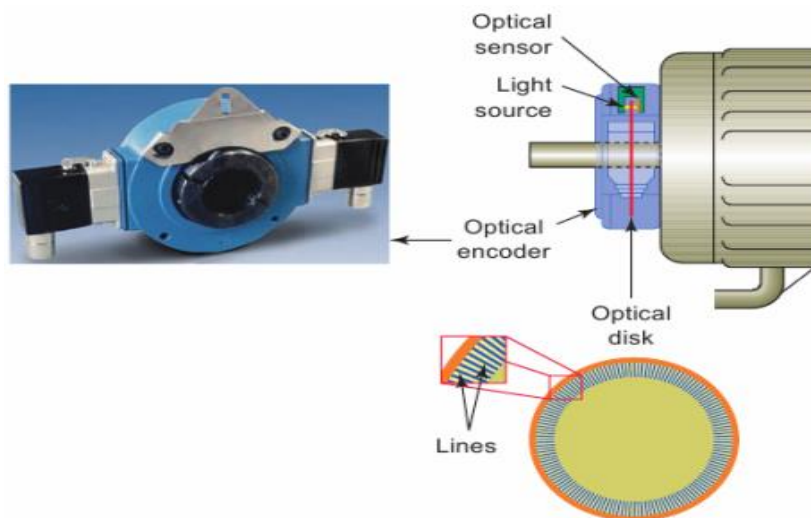 Optical
sensor
Light
source
Optical
encoder
Optical
disk
Lines